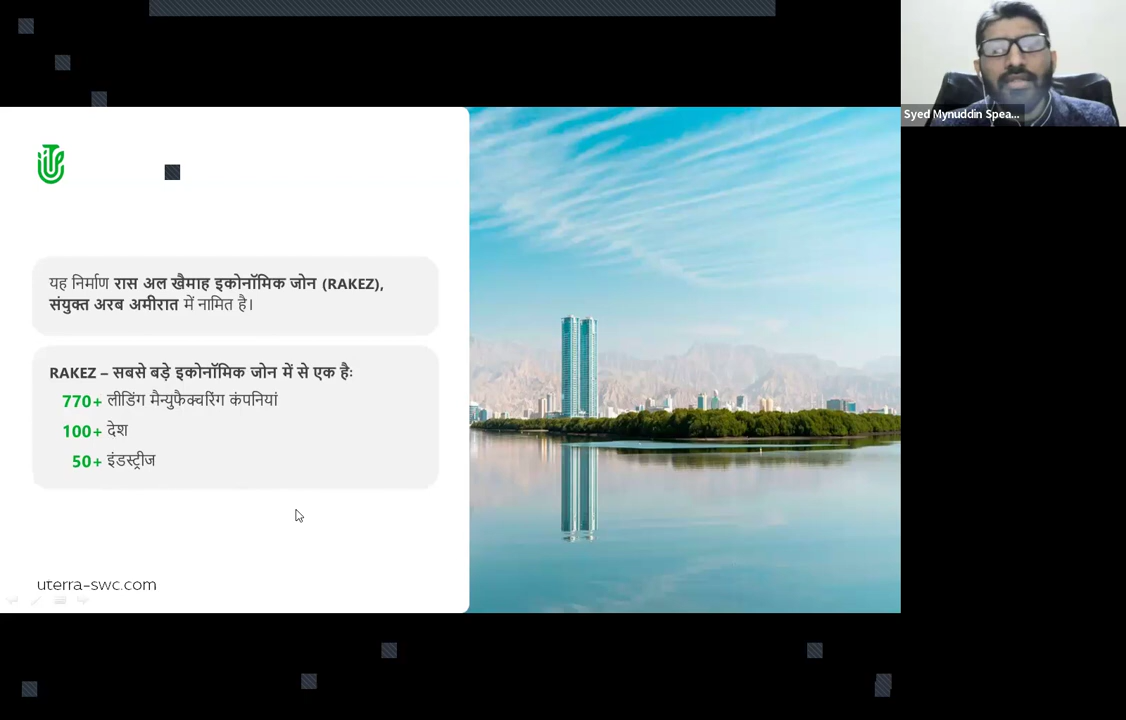 Syed Mynuddin Spea...
यह निर्माण रास अल खैमाह इकोनॉमिक जोन (RAKEZ),
संयुक्त अरब अमीरात में नामित है।
RAKEZ – सबसे बड़े इकोनॉमिक जोन में से एक है:
770+ लीडिंग मैन्युफैक्चरिंग कंपनियां
100+ देश
50+ इंडस्ट्रीज
uterra-swc.com